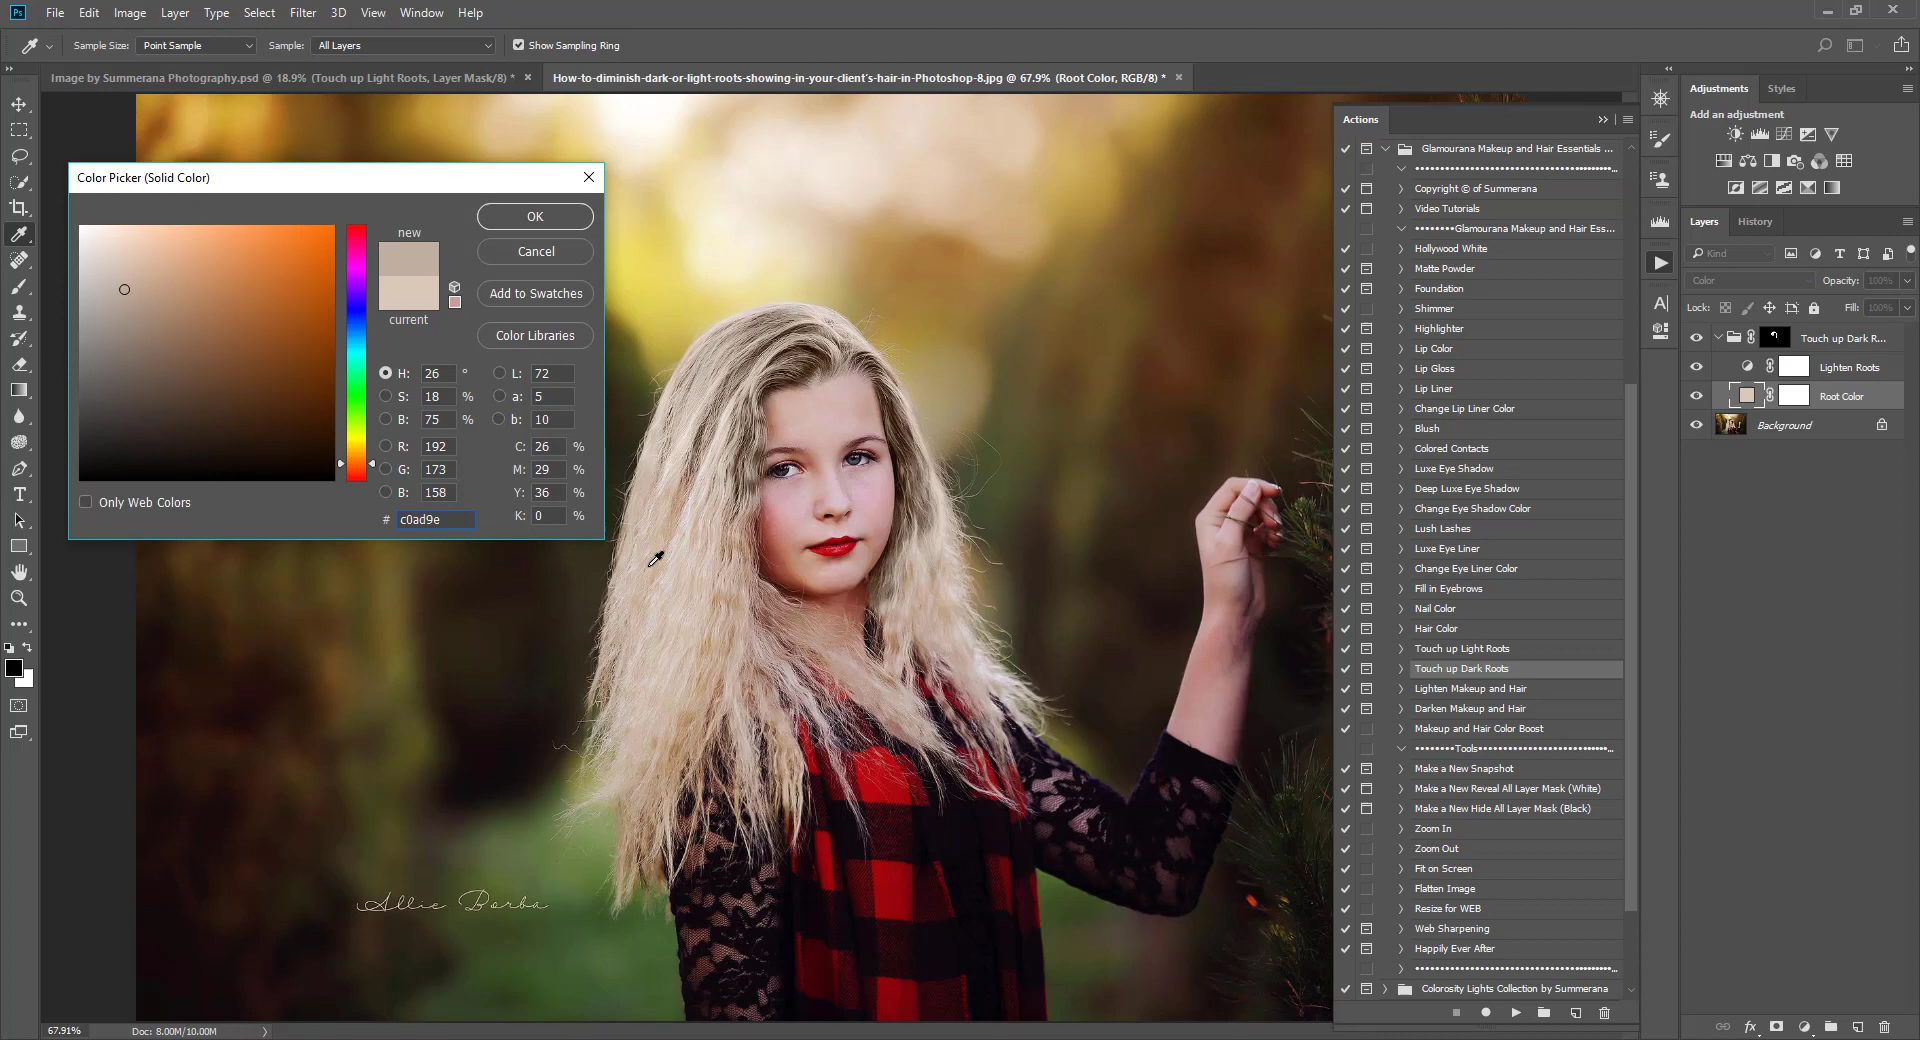 Ps File Edit Image Layer Type Select Filter 3D View Window Help
Sample Size: Point Sample Sample: All Layers Show Sampling Ring
Image by Summerana Photography.psd @ 18.9% (Touch up Light Roots, Layer Mask/8) *
How-to-diminish-dark-or-light-roots-showing-in-your-client's-hair-in-Photoshop-8.jpg @ 67.9% (Root Color, RGB/8) *
Color Picker (Solid Color)
new
current
OK
Cancel
Add to Swatches
Color Libraries
H: 26 ° L: 72
S: 18 % a: 5
B: 75 % b: 10
R: 192 C: 26 %
G: 173 M: 29 %
B: 158 Y: 36 %
# c0ad9e K: 0 %
Only Web Colors
Allie Borba
67.91% Doc: 8.00M/10.00M
Actions
Glamourana Makeup and Hair Essentials ...
Copyright © of Summerana
Video Tutorials
••••••••Glamourana Makeup and Hair Ess...
Hollywood White
Matte Powder
Foundation
Shimmer
Highlighter
Lip Color
Lip Gloss
Lip Liner
Change Lip Liner Color
Blush
Colored Contacts
Luxe Eye Shadow
Deep Luxe Eye Shadow
Change Eye Shadow Color
Lush Lashes
Luxe Eye Liner
Change Eye Liner Color
Fill in Eyebrows
Nail Color
Hair Color
Touch up Light Roots
Touch up Dark Roots
Lighten Makeup and Hair
Darken Makeup and Hair
Makeup and Hair Color Boost
••••••••Tools••••••••••••••••••••••••••...
Make a New Snapshot
Make a New Reveal All Layer Mask (White)
Make a New Hide All Layer Mask (Black)
Zoom In
Zoom Out
Fit on Screen
Flatten Image
Resize for WEB
Web Sharpening
Happily Ever After
Colorosity Lights Collection by Summerana
Adjustments Styles
Add an adjustment
Layers History
Kind
Color Opacity: 100%
Lock: Fill: 100%
Touch up Dark R...
Lighten Roots
Root Color
Background